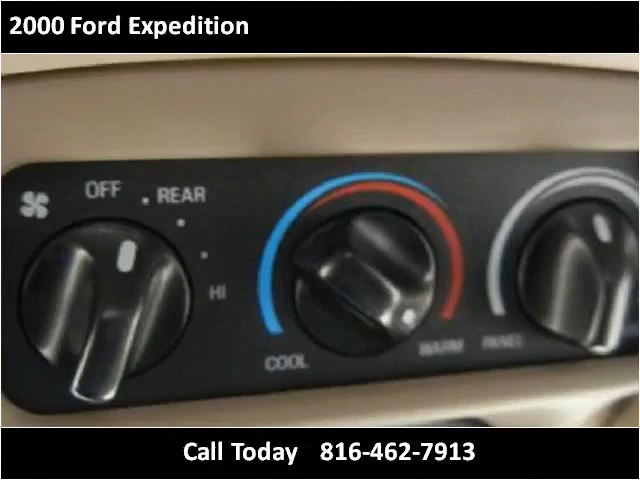 2000 Ford Expedition
OFF
REAR
HI
COOL
WARM
PANEL
Call Today 816-462-7913